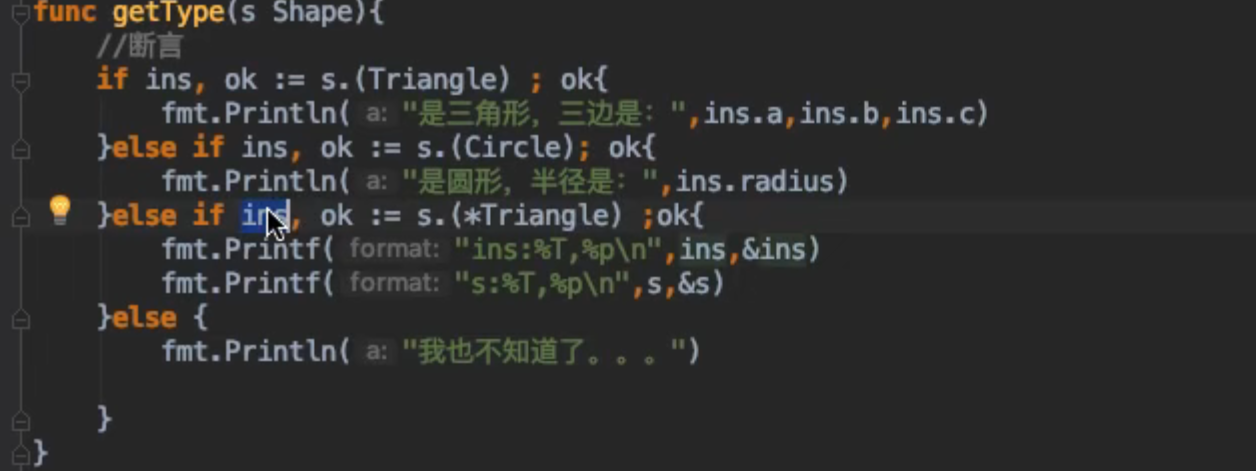 func getType(s Shape){
//断言
if ins, ok := s.(Triangle) ; ok{
fmt.Println( a: "是三角形，三边是：",ins.a,ins.b,ins.c)
}else if ins, ok := s.(Circle); ok{
fmt.Println( a: "是圆形，半径是：",ins.radius)
}else if ins, ok := s.(*Triangle) ;ok{
fmt.Printf( format: "ins:%T,%p\n",ins,&ins)
fmt.Printf( format: "s:%T,%p\n",s,&s)
}else {
fmt.Println( a: "我也不知道了。。。")
}
}